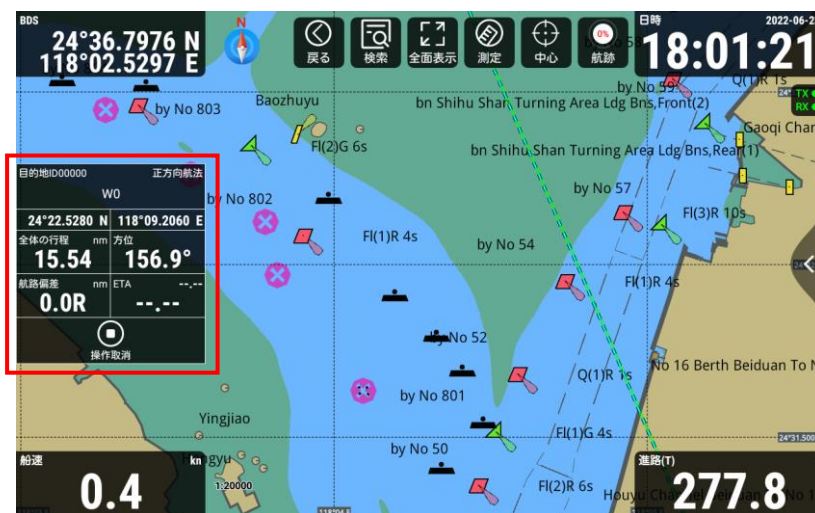 BDS
24°36.7976 N
118°02.5297 E
N
戻る
検索
全面表示
測定
中心
0%
航跡
日時
18:01:21
TX
RX
by No 803
Baozhuyu
Fl(2)G 6s
bn Shihu Shan Turning Area Ldg Bns,Front(2)
by No 59
Q(1)R 1s
Gaoqi Char
bn Shihu Shan Turning Area Ldg Bns,Rear(1)
目的地ID00000
正方向航法
W0
24°22.5280 N
118°09.2060 E
全体の行程 nm
15.54
方位
156.9°
航路偏差 nm
0.0R
ETA --,--
--.--
操作取消
by No 802
by No 57
Fl(3)R 10s
Fl(1)R 4s
by No 54
Fl(1)R 4s
by No 52
No 16 Berth Beiduan To N
Q(1)R 1s
by No 801
Yingjiao
Fl(1)G 4s
by No 50
24°31.500
船速 kn
0.4
1:20000
Fl(2)R 6s
進路(T)
277.8